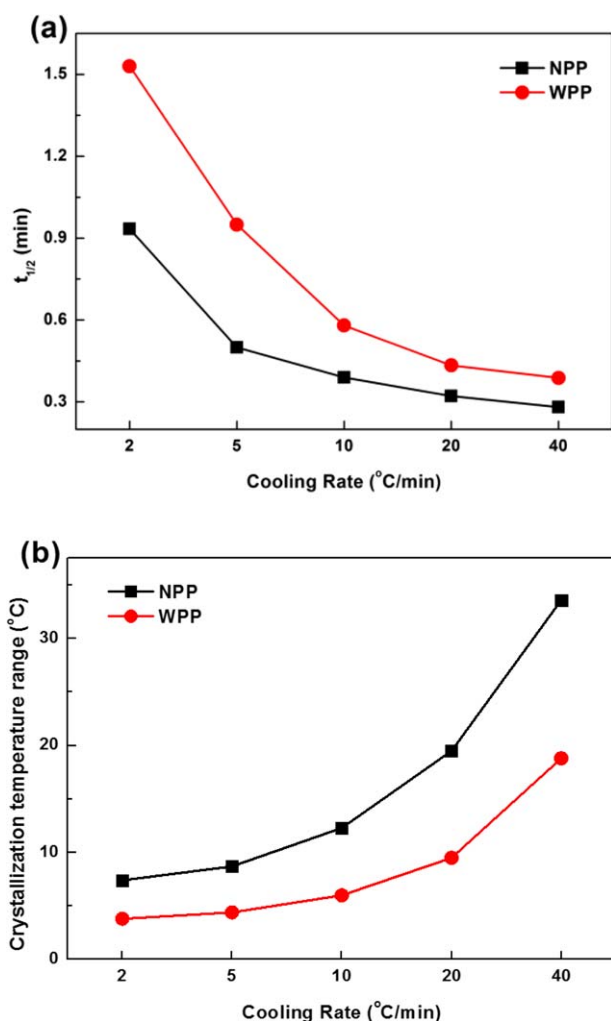 (a)
NPP
WPP
1.5
1.2
0.9
0.6
0.3
t1/2 (min)
2 5 10 20 40
Cooling Rate (°C/min)
(b)
NPP
WPP
30
20
10
0
Crystallization temperature range (°C)
2 5 10 20 40
Cooling Rate (°C/min)